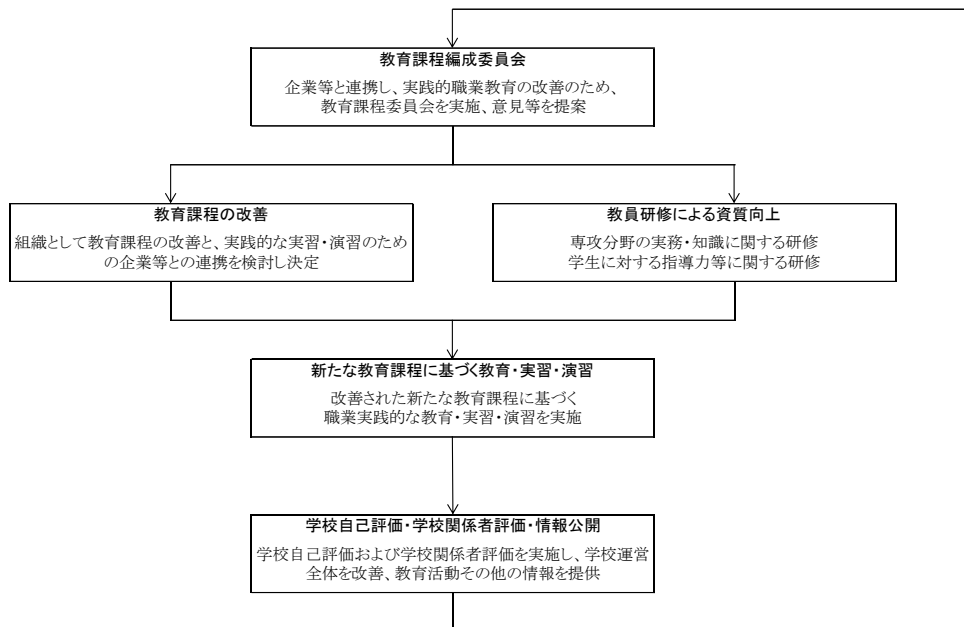 教育課程編成委員会
企業等と連携し、実践的職業教育の改善のため、
教育課程委員会を実施、意見等を提案
教育課程の改善
組織として教育課程の改善と、実践的な実習・演習のため
の企業等との連携を検討し決定
教員研修による資質向上
専攻分野の実務・知識に関する研修
学生に対する指導力等に関する研修
新たな教育課程に基づく教育・実習・演習
改善された新たな教育課程に基づく
職業実践的な教育・実習・演習を実施
学校自己評価・学校関係者評価・情報公開
学校自己評価および学校関係者評価を実施し、学校運営
全体を改善、教育活動その他の情報を提供